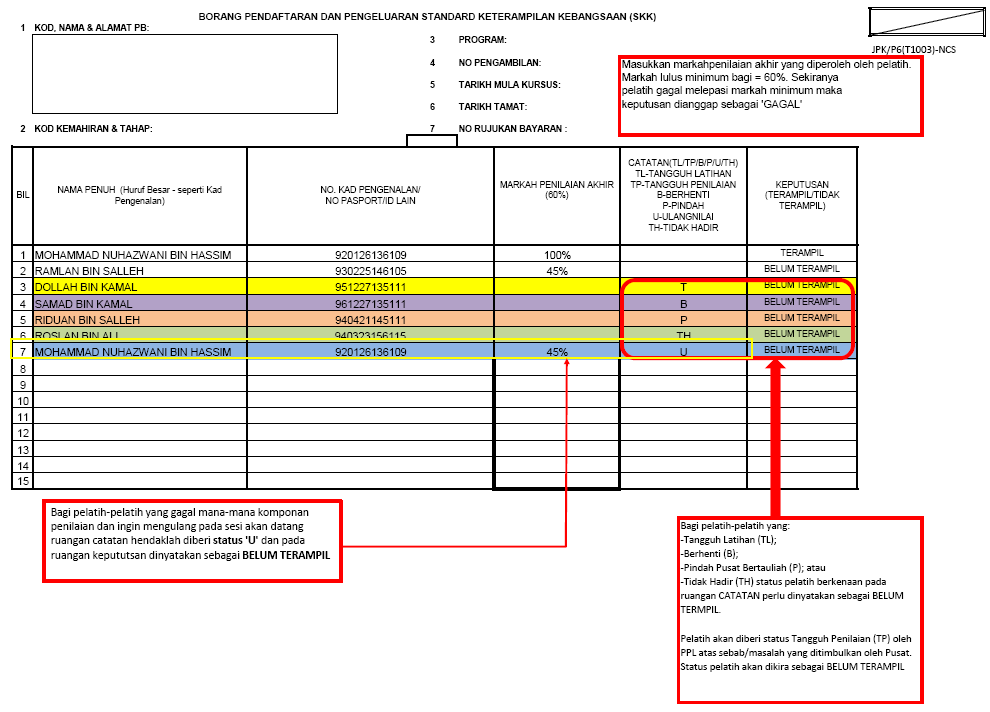 BORANG PENDAFTARAN DAN PENGELUARAN STANDARD KETERAMPILAN KEBANGSAAN (SKK)
JPK/P6(T1003)-NCS
1 KOD, NAMA & ALAMAT PB:
2 KOD KEMAHIRAN & TAHAP:
3 PROGRAM:
4 NO PENGAMBILAN:
5 TARIKH MULA KURSUS:
6 TARIKH TAMAT:
7 NO RUJUKAN BAYARAN :
Masukkan markahpenilaian akhir yang diperoleh oleh pelatih.
Markah lulus minimum bagi = 60%. Sekiranya
pelatih gagal melepasi markah minimum maka
keputusan dianggap sebagai 'GAGAL'
BIL
NAMA PENUH (Huruf Besar - seperti Kad
Pengenalan)
NO. KAD PENGENALAN/
NO PASPORT/ID LAIN
MARKAH PENILAIAN AKHIR
(60%)
CATATAN(TL/TP/B/P/U/TH)
TL-TANGGUH LATIHAN
TP-TANGGUH PENILAIAN
B-BERHENTI
P-PINDAH
U-ULANGNILAI
TH-TIDAK HADIR
KEPUTUSAN
(TERAMPIL/TIDAK
TERAMPIL)
1 MOHAMMAD NUHAZWANI BIN HASSIM 920126136109 100% TERAMPIL
2 RAMLAN BIN SALLEH 930225146105 45% BELUM TERAMPIL
3 DOLLAH BIN KAMAL 951227135111 T BELUM TERAMPIL
4 SAMAD BIN KAMAL 961227135111 B BELUM TERAMPIL
5 RIDUAN BIN SALLEH 940421145111 P BELUM TERAMPIL
6 ROSLAN BIN ALI 940323156115 TH BELUM TERAMPIL
7 MOHAMMAD NUHAZWANI BIN HASSIM 920126136109 45% U BELUM TERAMPIL
8
9
10
11
12
13
14
15
Bagi pelatih-pelatih yang gagal mana-mana komponan
penilaian dan ingin mengulang pada sesi akan datang
ruangan catatan hendaklah diberi status 'U' dan pada
ruangan keputusan dinyatakan sebagai BELUM TERAMPIL
Bagi pelatih-pelatih yang:
-Tangguh Latihan (TL);
-Berhenti (B);
-Pindah Pusat Bertauliah (P); atau
-Tidak Hadir (TH) status pelatih berkenaan pada
ruangan CATATAN perlu dinyatakan sebagai BELUM
TERMPIL.
Pelatih akan diberi status Tangguh Penilaian (TP) oleh
PPL atas sebab/masalah yang ditimbulkan oleh Pusat.
Status pelatih akan dikira sebagai BELUM TERAMPIL